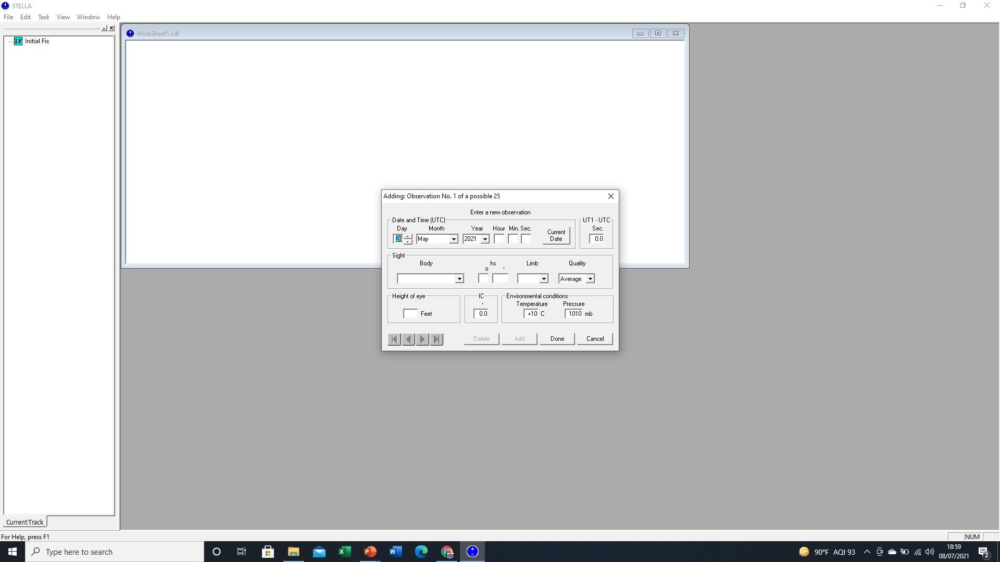 STELLA
File Edit Task View Window Help
IF Initial Fix
WorkSheet1.sdf
Adding: Observation No. 1 of a possible 25
Enter a new observation
Date and Time (UTC)
UT1 - UTC
Day Month Year Hour Min. Sec.
Current Date
Sec.
May 2021
0.0
Sight
Body hs Limb Quality
o '
Average
Height of eye
IC
Environmental conditions
' Temperature Pressure
Feet
0.0
+10 C 1010 mb
Delete Add Done Cancel
CurrentTrack
For Help, press F1
NUM
Type here to search
90°F AQI 93
18:59
08/07/2021
2